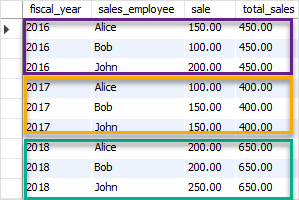 fiscal_year sales_employee sale total_sales
2016 Alice 150.00 450.00
2016 Bob 100.00 450.00
2016 John 200.00 450.00
2017 Alice 100.00 400.00
2017 Bob 150.00 400.00
2017 John 150.00 400.00
2018 Alice 200.00 650.00
2018 Bob 200.00 650.00
2018 John 250.00 650.00